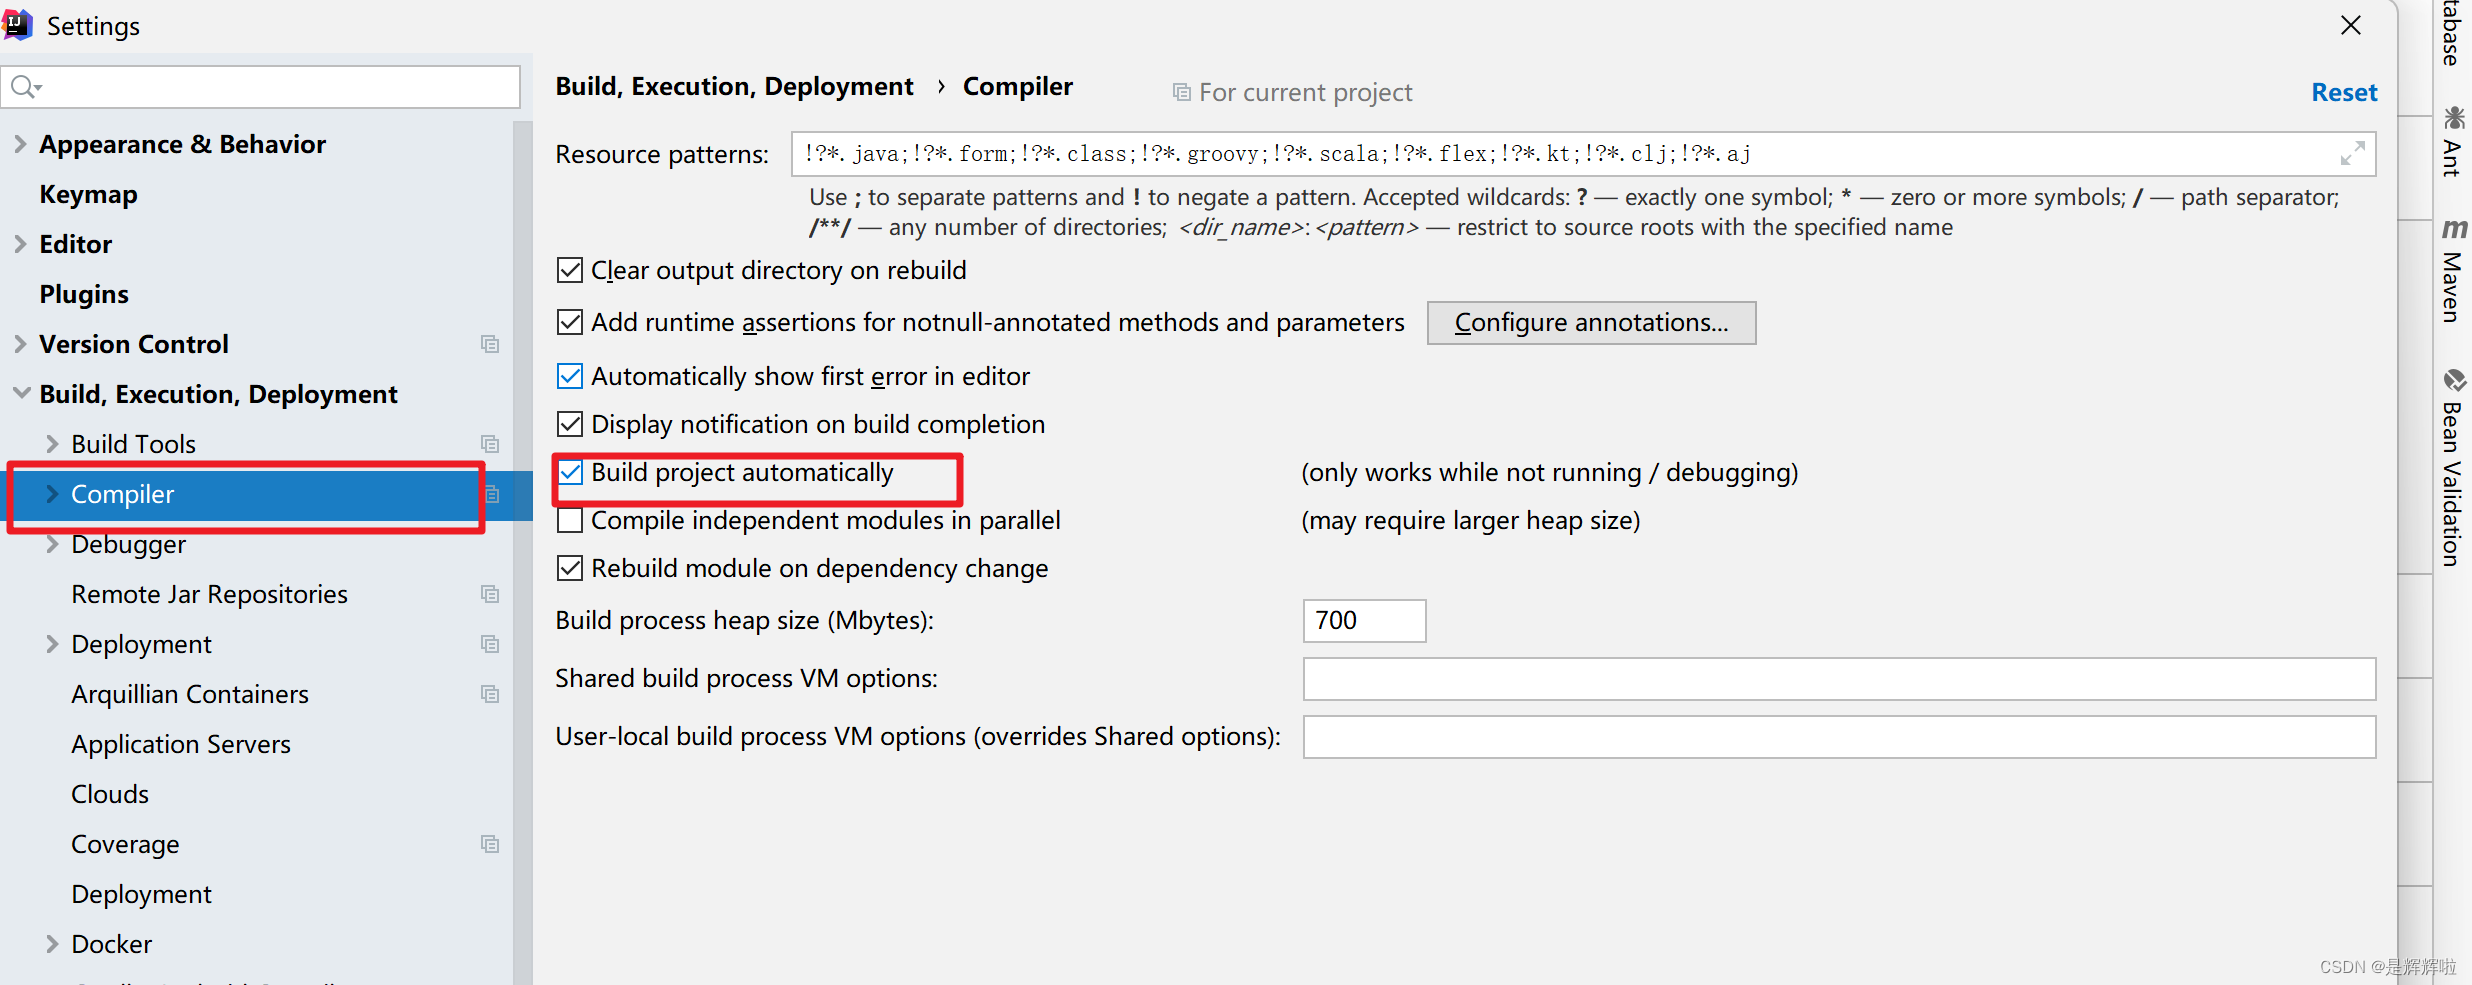 Settings
Appearance & Behavior
Keymap
Editor
Plugins
Version Control
Build, Execution, Deployment
Build Tools
Compiler
Debugger
Remote Jar Repositories
Deployment
Arquillian Containers
Application Servers
Clouds
Coverage
Deployment
Docker
Build, Execution, Deployment › Compiler
For current project
Reset
Resource patterns: !?*.java;!?*.form;!?*.class;!?*.groovy;!?*.scala;!?*.flex;!?*.kt;!?*.clj;!?*.aj
Use ; to separate patterns and ! to negate a pattern. Accepted wildcards: ? — exactly one symbol; * — zero or more symbols; / — path separator;
/**/ — any number of directories; <dir_name>:<pattern> — restrict to source roots with the specified name
Clear output directory on rebuild
Add runtime assertions for notnull-annotated methods and parameters Configure annotations...
Automatically show first error in editor
Display notification on build completion
Build project automatically (only works while not running / debugging)
Compile independent modules in parallel (may require larger heap size)
Rebuild module on dependency change
Build process heap size (Mbytes): 700
Shared build process VM options:
User-local build process VM options (overrides Shared options):
tabase
Ant
Maven
Bean Validation
CSDN @是辉辉啦